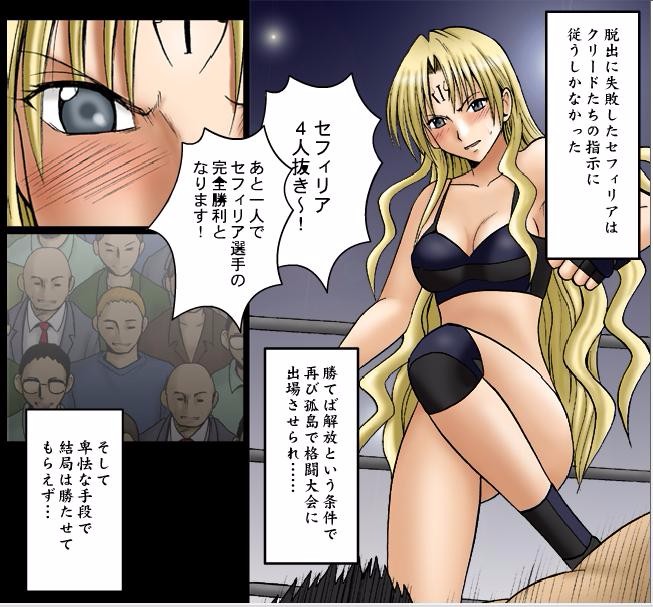 脱出に失敗したセフィリアは
クリードたちの指示に
従うしかなかった
セフィリア
4人抜き～！
あと一人で
セフィリア選手の
完全勝利と
なります！
勝てば解放という条件で
再び孤島で格闘大会に
出場させられ……
そして
卑怯な手段で
結局は勝たせて
もらえず…